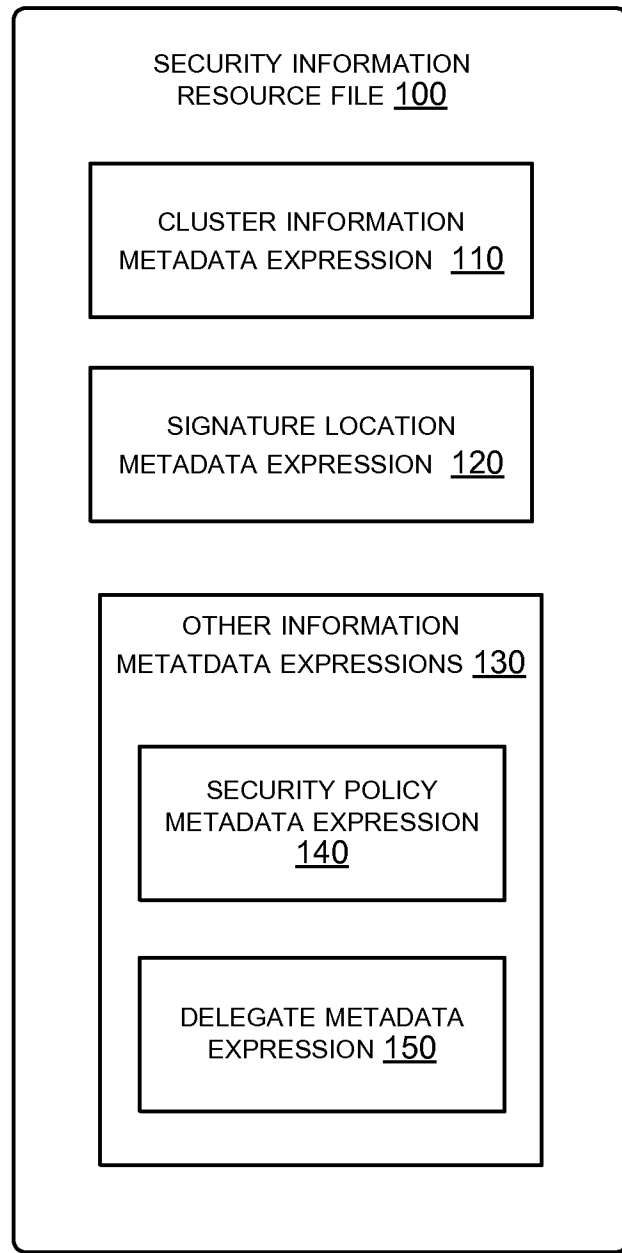 SECURITY INFORMATION
RESOURCE FILE 100
CLUSTER INFORMATION
METADATA EXPRESSION 110
SIGNATURE LOCATION
METADATA EXPRESSION 120
OTHER INFORMATION
METATDATA EXPRESSIONS 130
SECURITY POLICY
METADATA EXPRESSION
140
DELEGATE METADATA
EXPRESSION 150